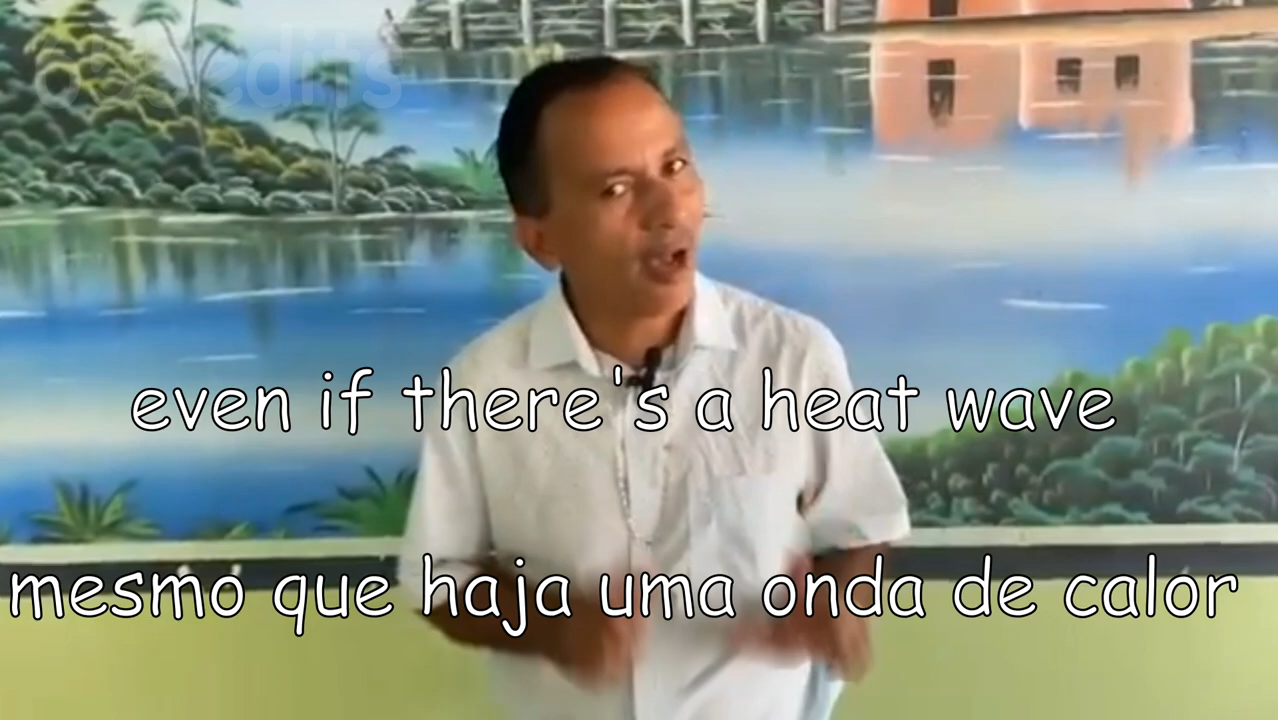 even if there's a heat wave
mesmo que haja uma onda de calor